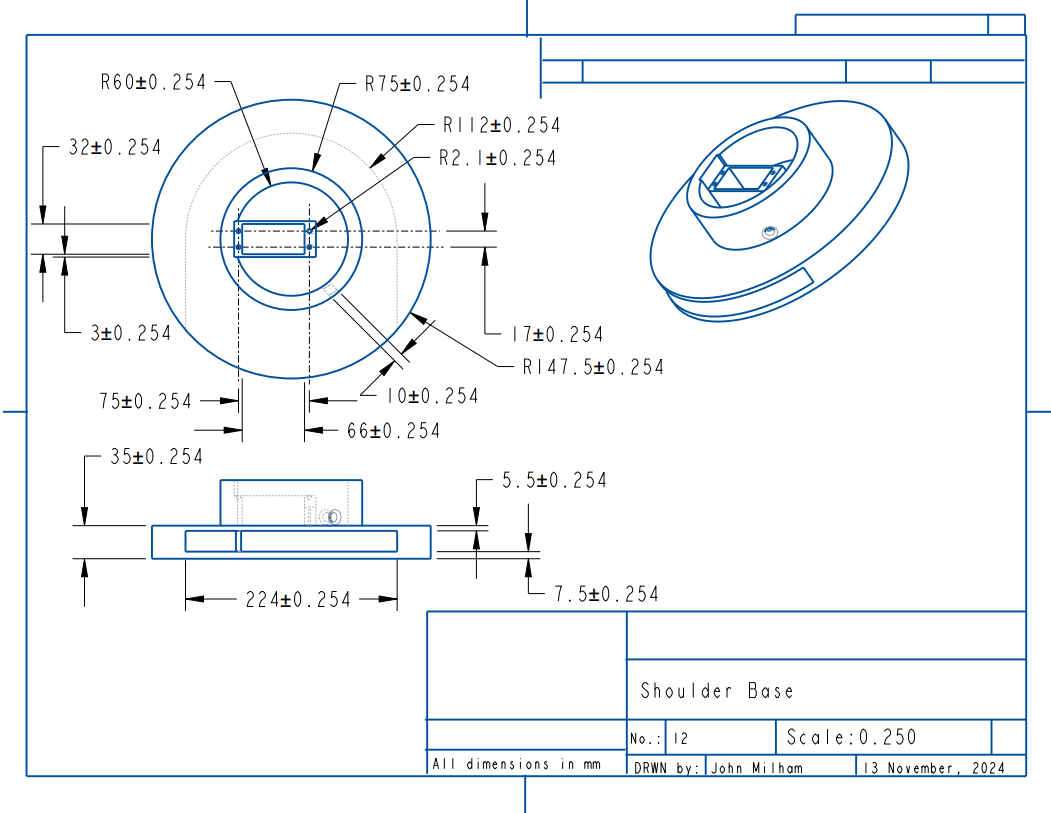 R60±0.254
R75±0.254
R112±0.254
32±0.254
R2.1±0.254
3±0.254
17±0.254
R147.5±0.254
75±0.254
10±0.254
66±0.254
35±0.254
5.5±0.254
224±0.254
7.5±0.254
Shoulder Base
No.: 12 Scale:0.250
All dimensions in mm
DRWN by: John Milham 13 November, 2024